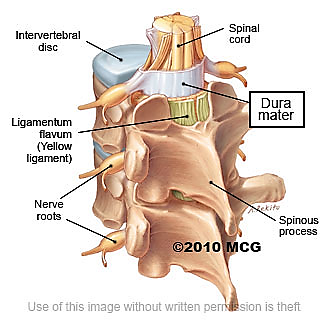 Intervertebral
disc
Spinal
cord
Dura
mater
Ligamentum
flavum
(Yellow
ligament)
Nerve
roots
Spinous
process
©2010 MCG
Use of this image without written permission is theft